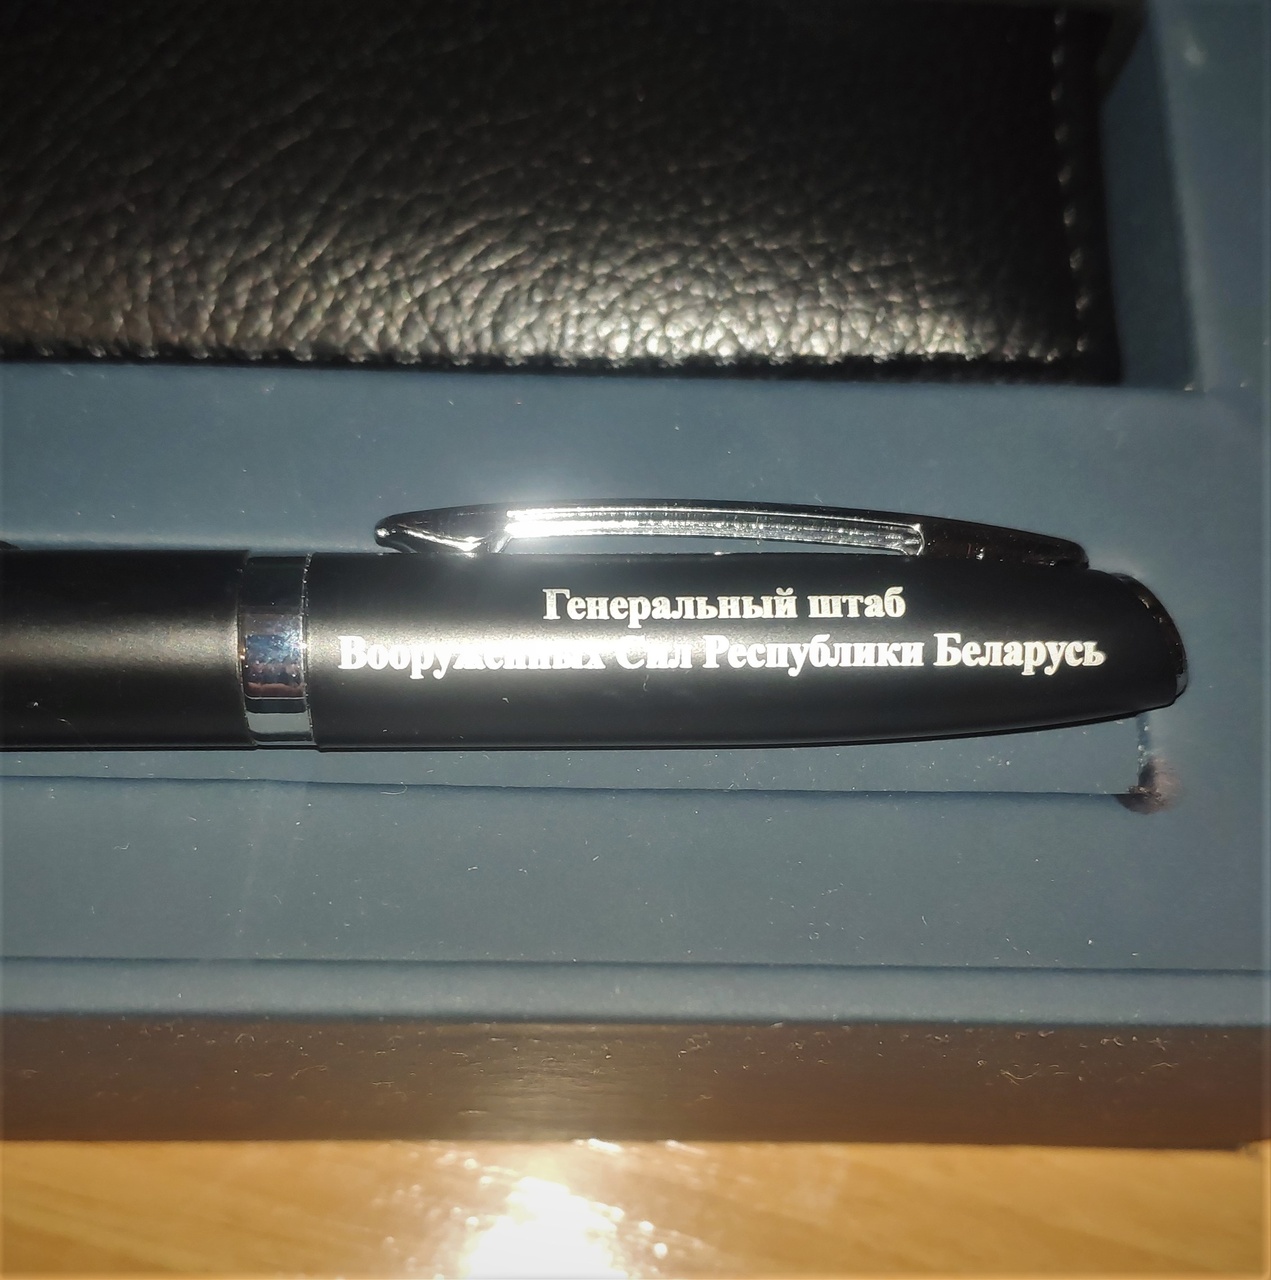 Генеральный штаб
Вооруженных Сил Республики Беларусь